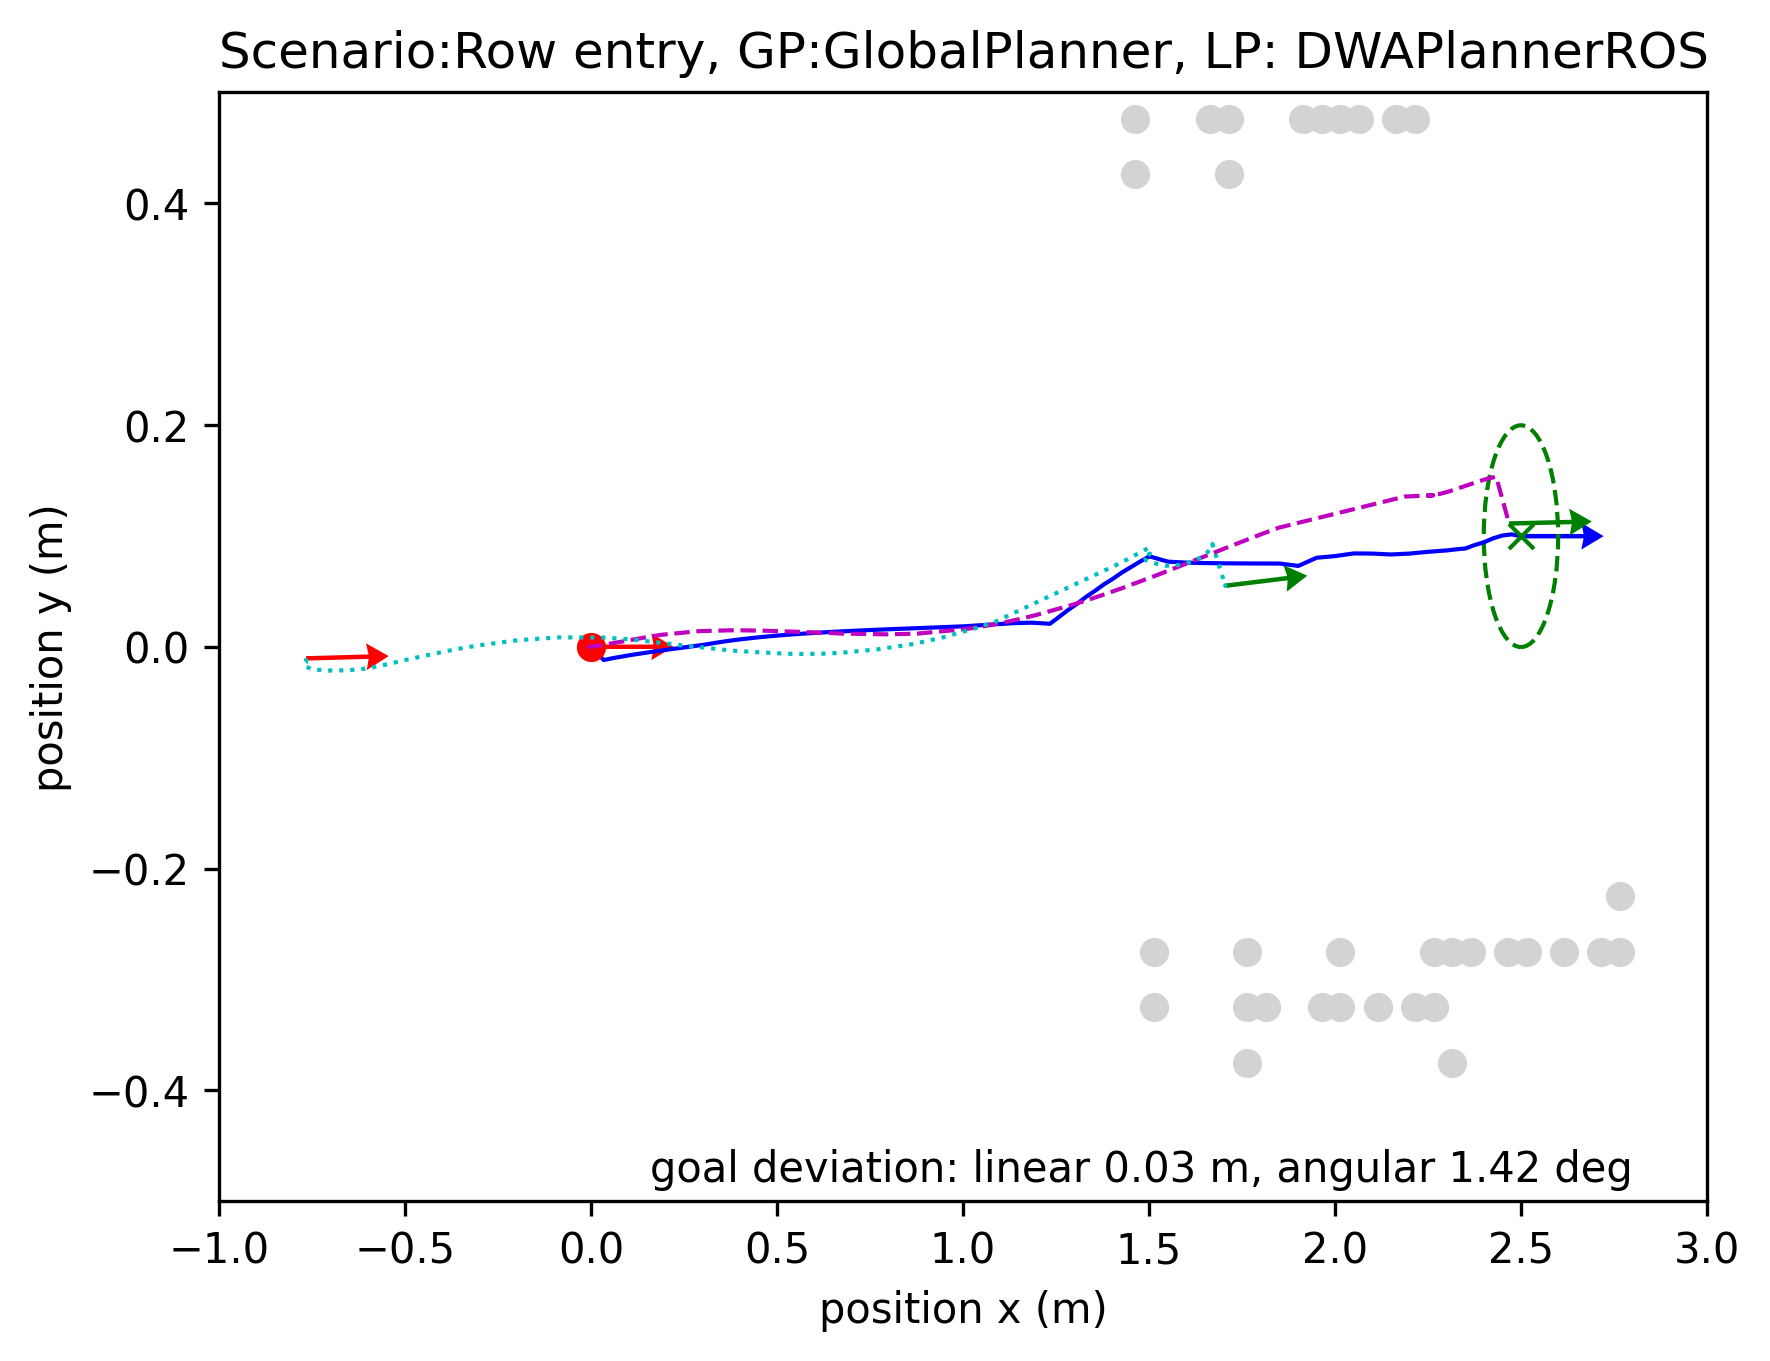 Scenario:Row entry, GP:GlobalPlanner, LP: DWAPlannerROS
0.4
0.2
0.0
−0.2
−0.4
position y (m)
goal deviation: linear 0.03 m, angular 1.42 deg
−1.0 −0.5 0.0 0.5 1.0 1.5 2.0 2.5 3.0
position x (m)